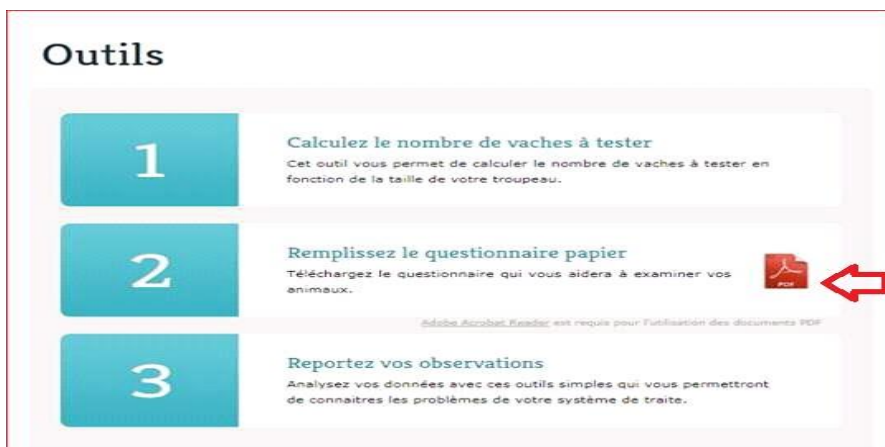 Outils
1
Calculez le nombre de vaches à tester
Cet outil vous permet de calculer le nombre de vaches à tester en
fonction de la taille de votre troupeau.
2
Remplissez le questionnaire papier
Téléchargez le questionnaire qui vous aidera à examiner vos
animaux.
PDF
Adobe Acrobat Reader est requis pour l'utilisation des documents PDF
3
Reportez vos observations
Analysez vos données avec ces outils simples qui vous permettront
de connaitres les problèmes de votre système de traite.